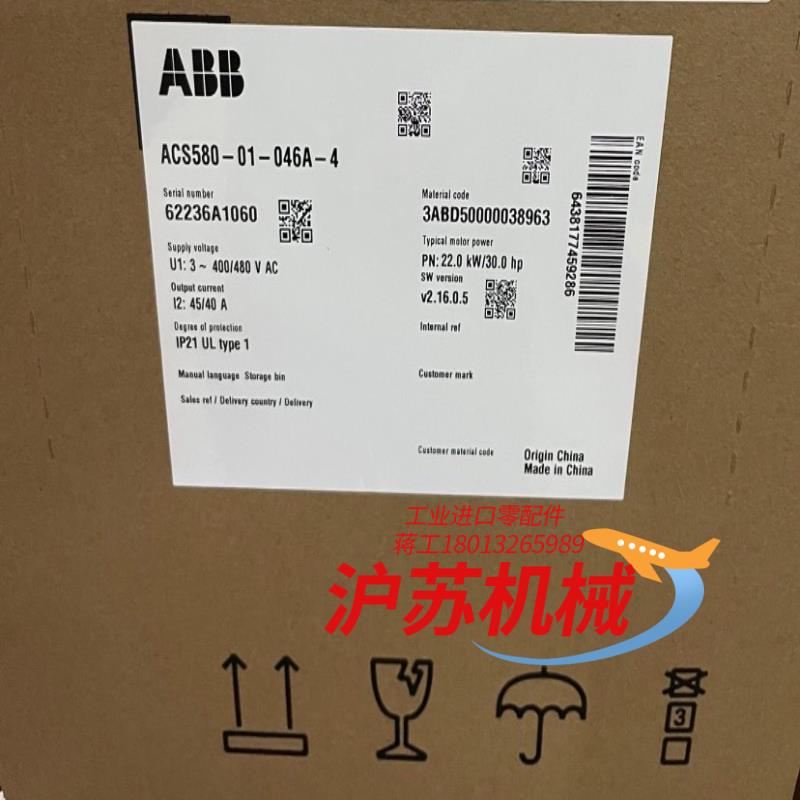 ABB
ACS580-01-046A-4
Serial number
62236A1060
Supply voltage
U1: 3 ~ 400/480 V AC
Output current
I2: 45/40 A
Degree of protection
IP21 UL type 1
Manual language Storage bin
Sales ref / Delivery country / Delivery
Material code
3ABD50000038963
Typical motor power
PN: 22.0 kW/30.0 hp
SW version
v2.16.0.5
Internal ref
Customer mark
Customer material code
Origin China
Made in China
EAN code
6438177459286
工业进口零配件
蒋工18013265989
沪苏机械
3